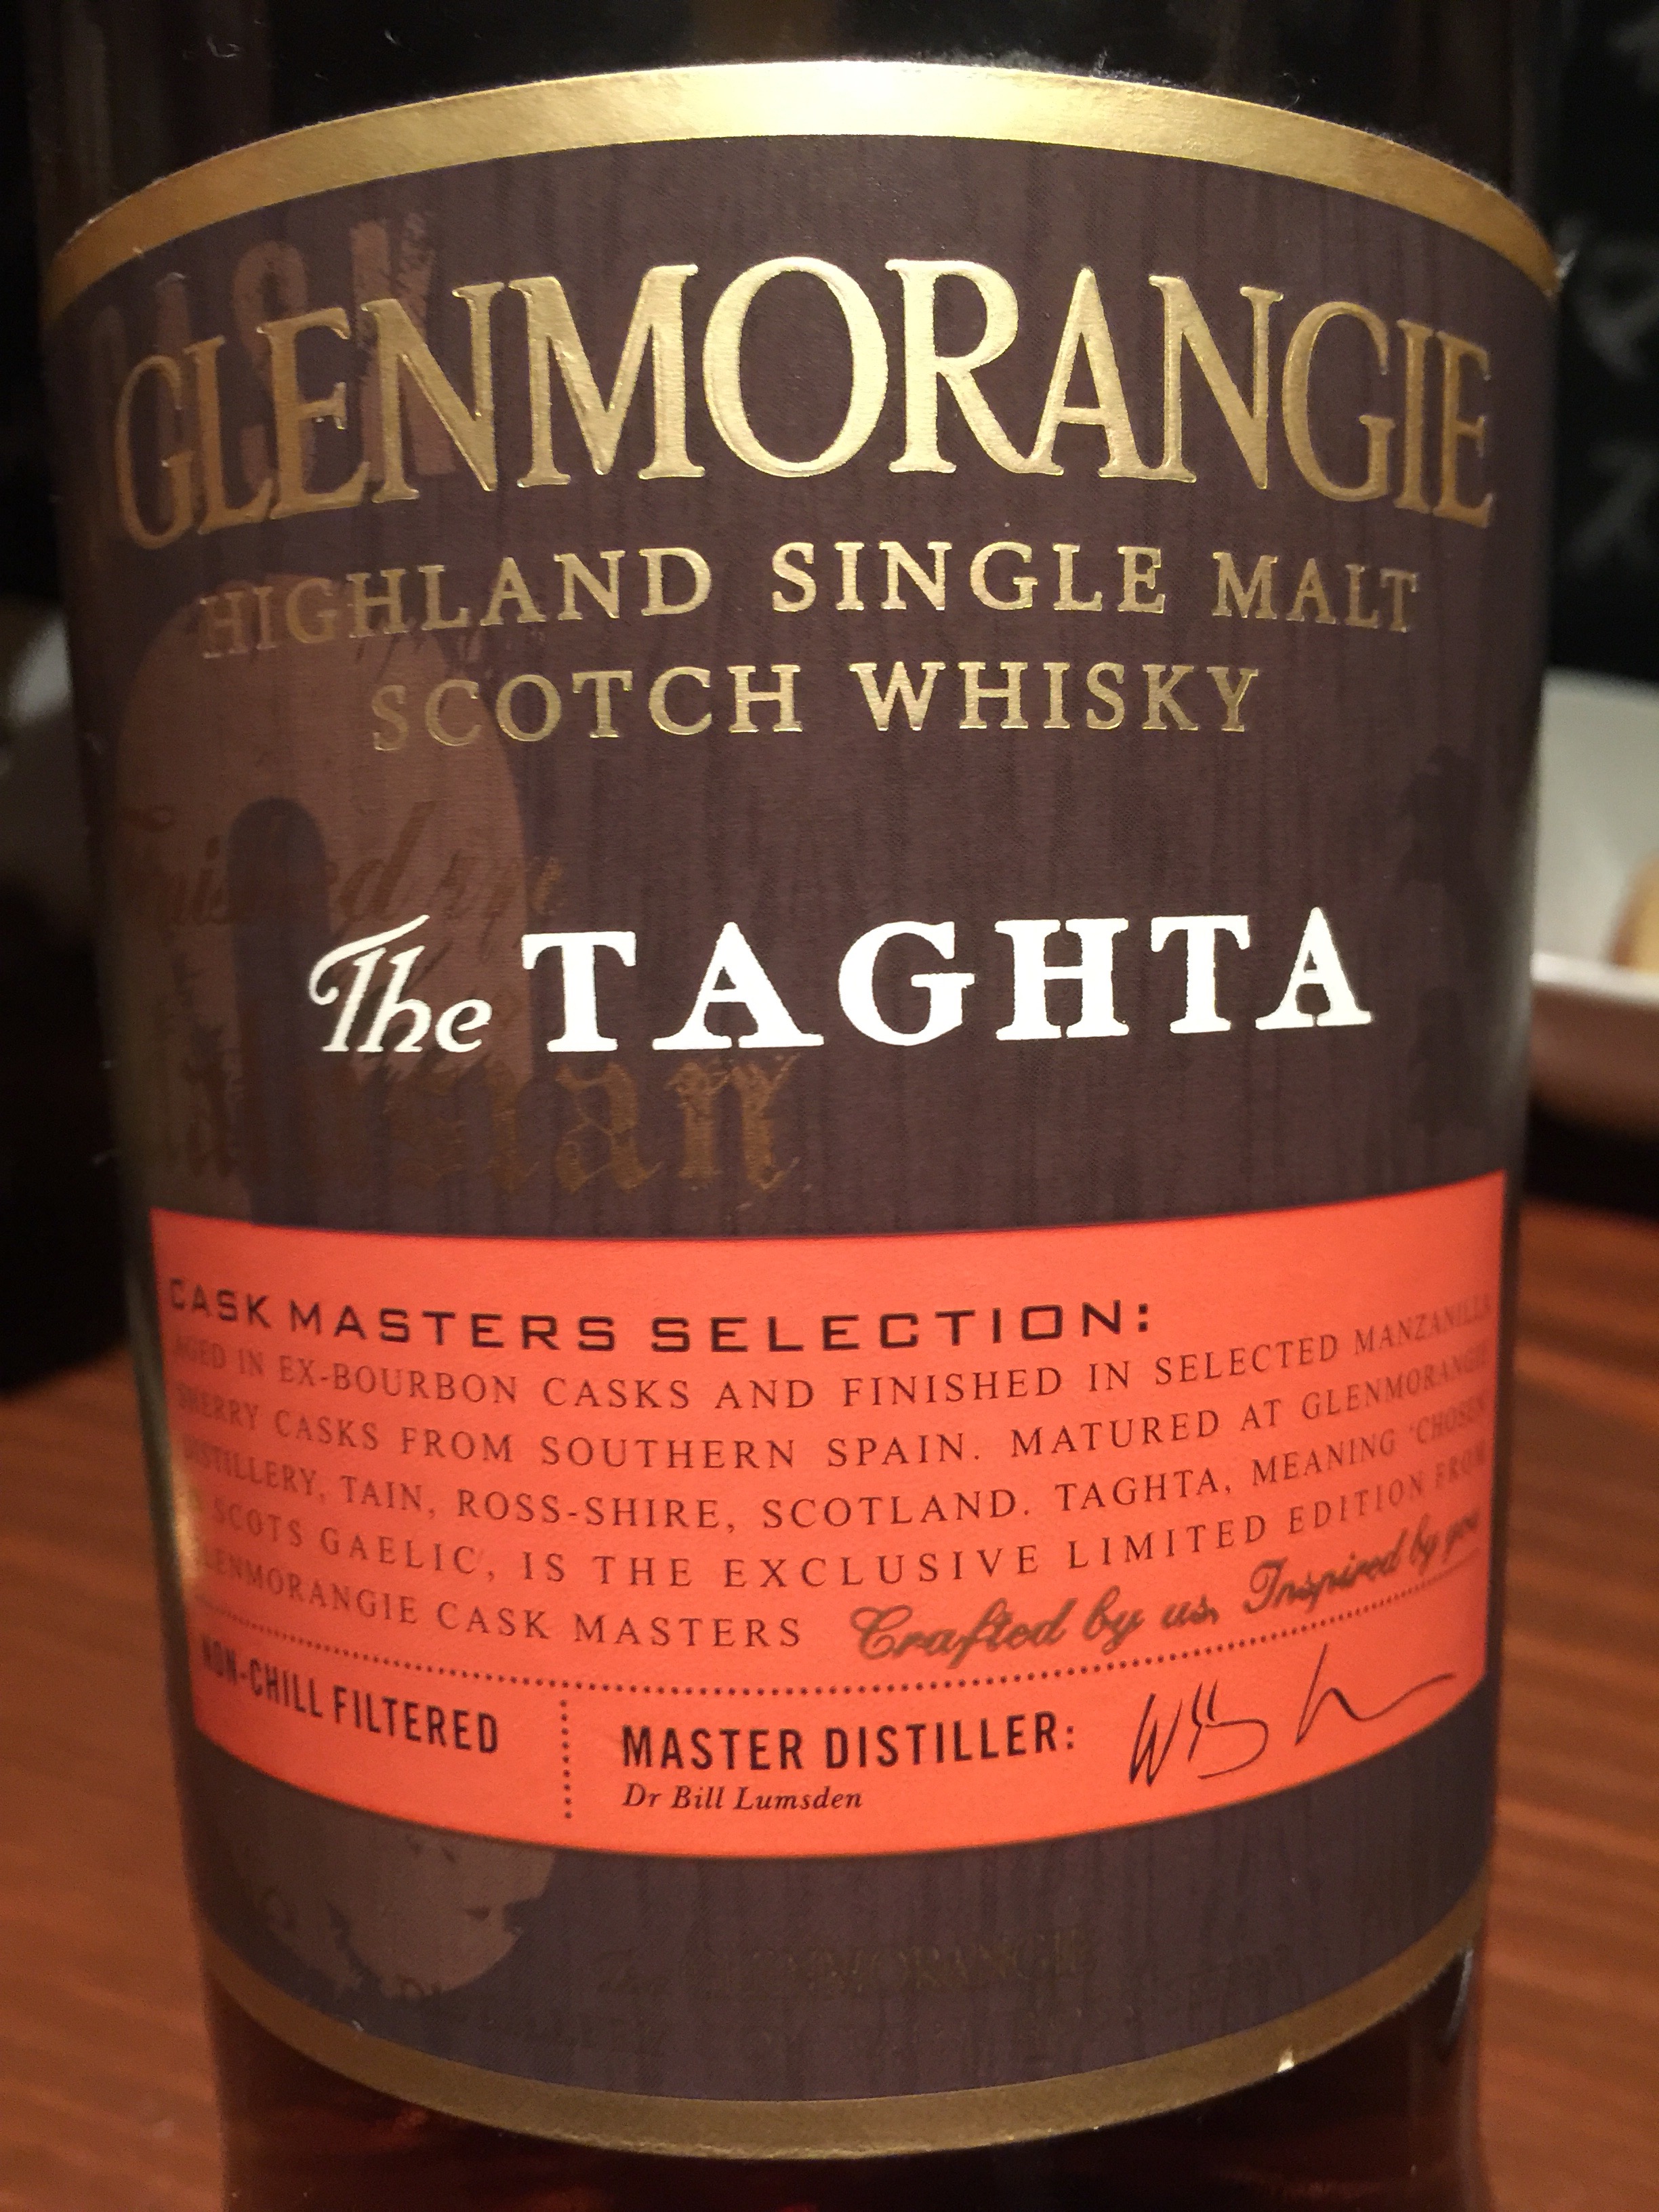 CASK
GLENMORANGIE
HIGHLAND SINGLE MALT
SCOTCH WHISKY
The TAGHTA
CASK MASTERS SELECTION:
AGED IN EX-BOURBON CASKS AND FINISHED IN SELECTED MANZANILLA
SHERRY CASKS FROM SOUTHERN SPAIN. MATURED AT GLENMORANGIE
DISTILLERY, TAIN, ROSS-SHIRE, SCOTLAND. TAGHTA, MEANING 'CHOSEN'
SCOTS GAELIC, IS THE EXCLUSIVE LIMITED EDITION FROM
GLENMORANGIE CASK MASTERS Crafted by us, Inspired by you
NON-CHILL FILTERED
MASTER DISTILLER:
Dr Bill Lumsden
The GLENMORANGIE